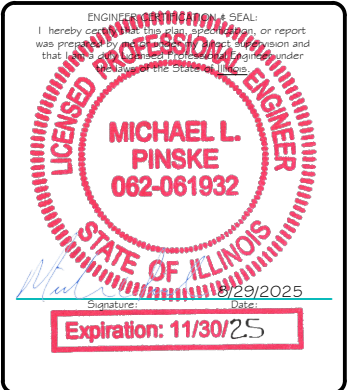 ENGINEER CERTIFICATION & SEAL:
I hereby certify that this plan, specification, or report
was prepared by me or under my direct supervision and
that I am a duly Licensed Professional Engineer under
the laws of the State of Illinois.
LICENSED PROFESSIONAL ENGINEER
MICHAEL L.
PINSKE
062-061932
STATE OF ILLINOIS
8/29/2025
Signature: Date:
Expiration: 11/30/25